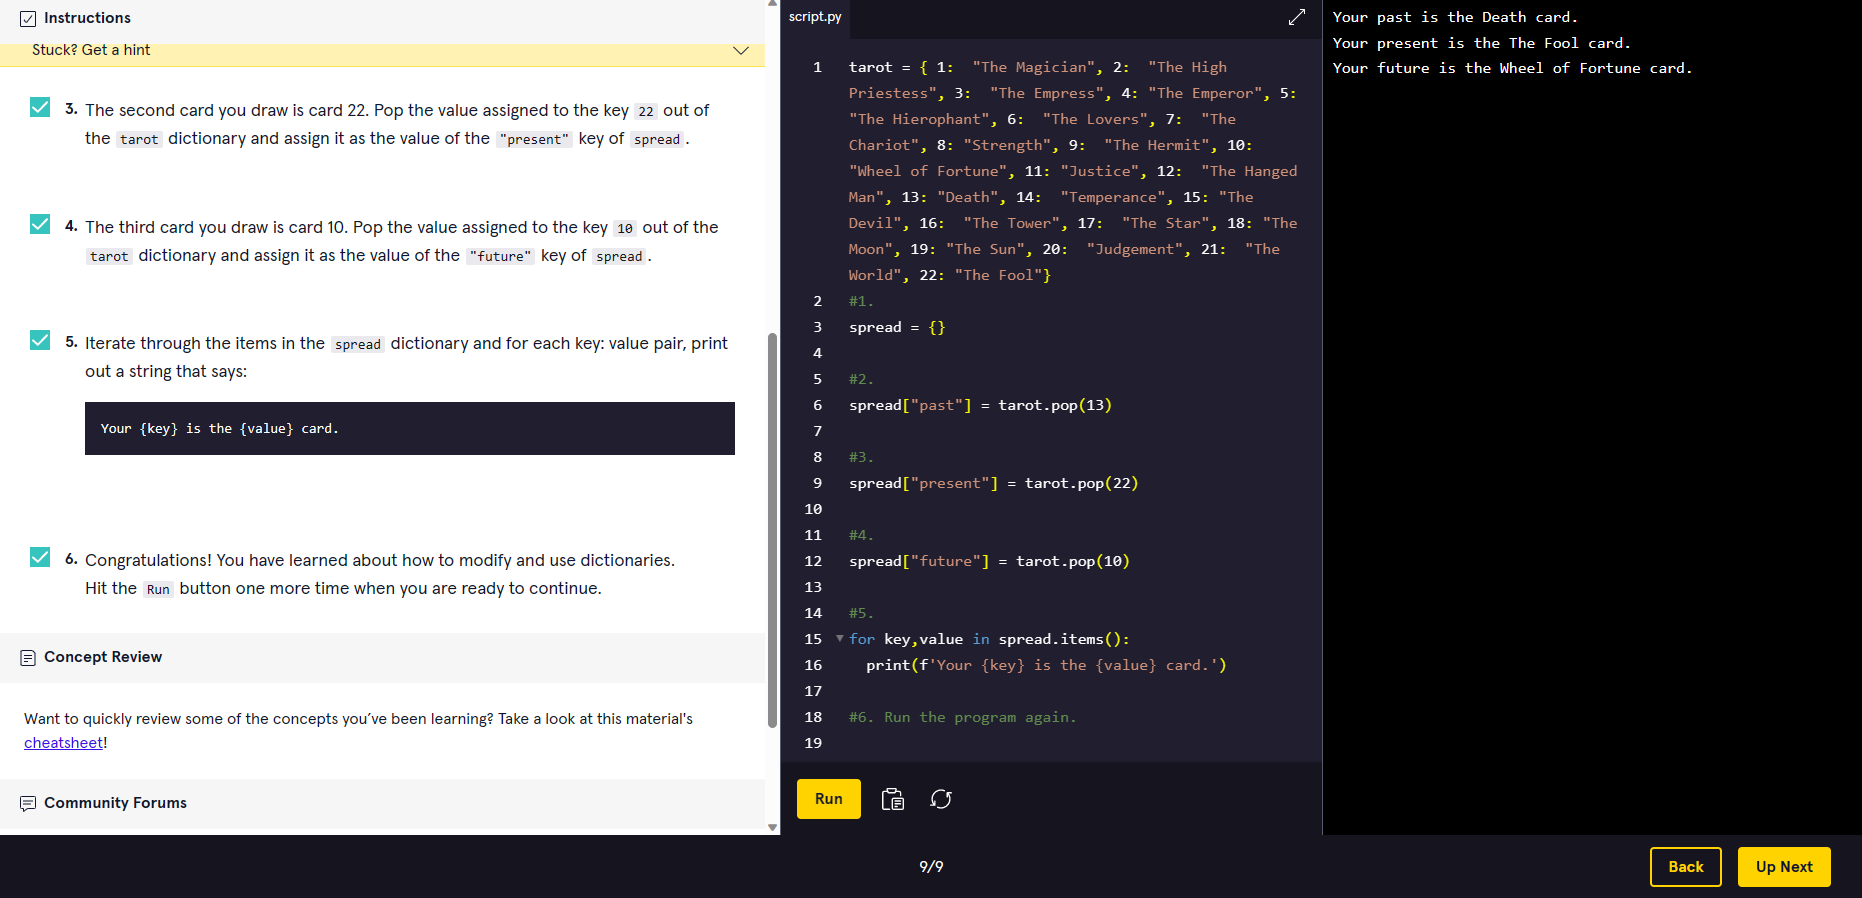 Instructions
Stuck? Get a hint
3. The second card you draw is card 22. Pop the value assigned to the key 22 out of
the tarot dictionary and assign it as the value of the "present" key of spread.
4. The third card you draw is card 10. Pop the value assigned to the key 10 out of the
tarot dictionary and assign it as the value of the "future" key of spread.
5. Iterate through the items in the spread dictionary and for each key: value pair, print
out a string that says:
Your {key} is the {value} card.
6. Congratulations! You have learned about how to modify and use dictionaries.
Hit the Run button one more time when you are ready to continue.
Concept Review
Want to quickly review some of the concepts you've been learning? Take a look at this material's
cheatsheet!
Community Forums
script.py
1 tarot = { 1:  "The Magician", 2:  "The High
Priestess", 3:  "The Empress", 4: "The Emperor", 5:
"The Hierophant", 6:  "The Lovers", 7:  "The
Chariot", 8: "Strength", 9:  "The Hermit", 10:
"Wheel of Fortune", 11: "Justice", 12:  "The Hanged
Man", 13: "Death", 14:  "Temperance", 15: "The
Devil", 16:  "The Tower", 17:  "The Star", 18: "The
Moon", 19: "The Sun", 20:  "Judgement", 21:  "The
World", 22: "The Fool"}
2 #1.
3 spread = {}
4
5 #2.
6 spread["past"] = tarot.pop(13)
7
8 #3.
9 spread["present"] = tarot.pop(22)
10
11 #4.
12 spread["future"] = tarot.pop(10)
13
14 #5.
15 for key,value in spread.items():
16 print(f'Your {key} is the {value} card.')
17
18 #6. Run the program again.
19
Run
Your past is the Death card.
Your present is the The Fool card.
Your future is the Wheel of Fortune card.
9/9
Back
Up Next